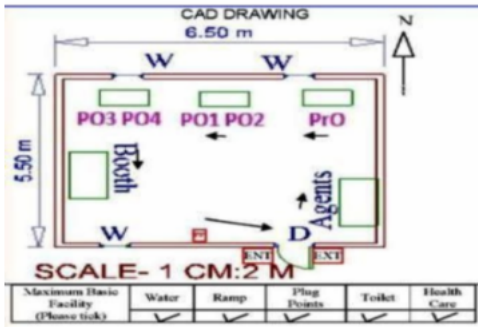 CAD DRAWING
6.50 m
N
W W
PO3 PO4 PO1 PO2 PrO
5.50 m
Booth
Agents
W
D
ENT EXT
SCALE- 1 CM:2 M
Maximum Basic Facility (Please tick) Water Ramp Plug Points Toilet Health Care